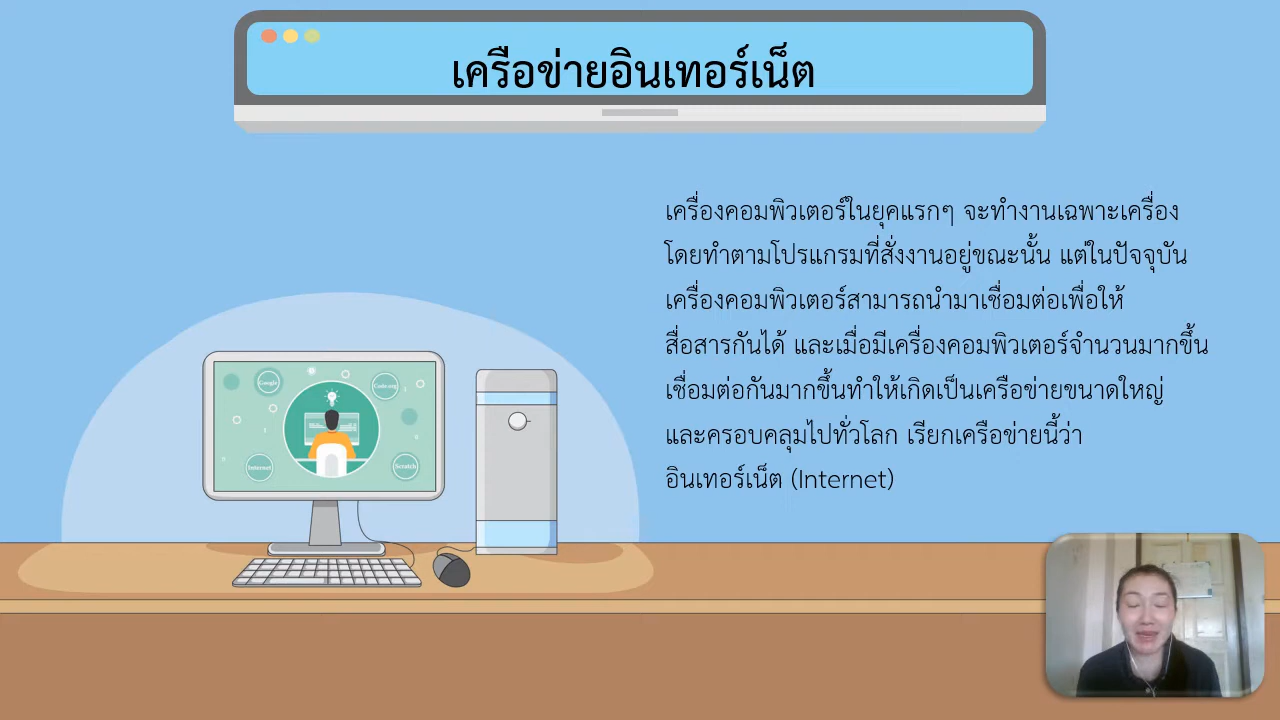 เครือข่ายอินเทอร์เน็ต
เครื่องคอมพิวเตอร์ในยุคแรกๆ จะทำงานเฉพาะเครื่อง
โดยทำตามโปรแกรมที่สั่งงานอยู่ขณะนั้น แต่ในปัจจุบัน
เครื่องคอมพิวเตอร์สามารถนำมาเชื่อมต่อเพื่อให้
สื่อสารกันได้ และเมื่อมีเครื่องคอมพิวเตอร์จำนวนมากขึ้น
เชื่อมต่อกันมากขึ้นทำให้เกิดเป็นเครือข่ายขนาดใหญ่
และครอบคลุมไปทั่วโลก เรียกเครือข่ายนี้ว่า
อินเทอร์เน็ต (Internet)
Google
Code.org
Internet
Scratch